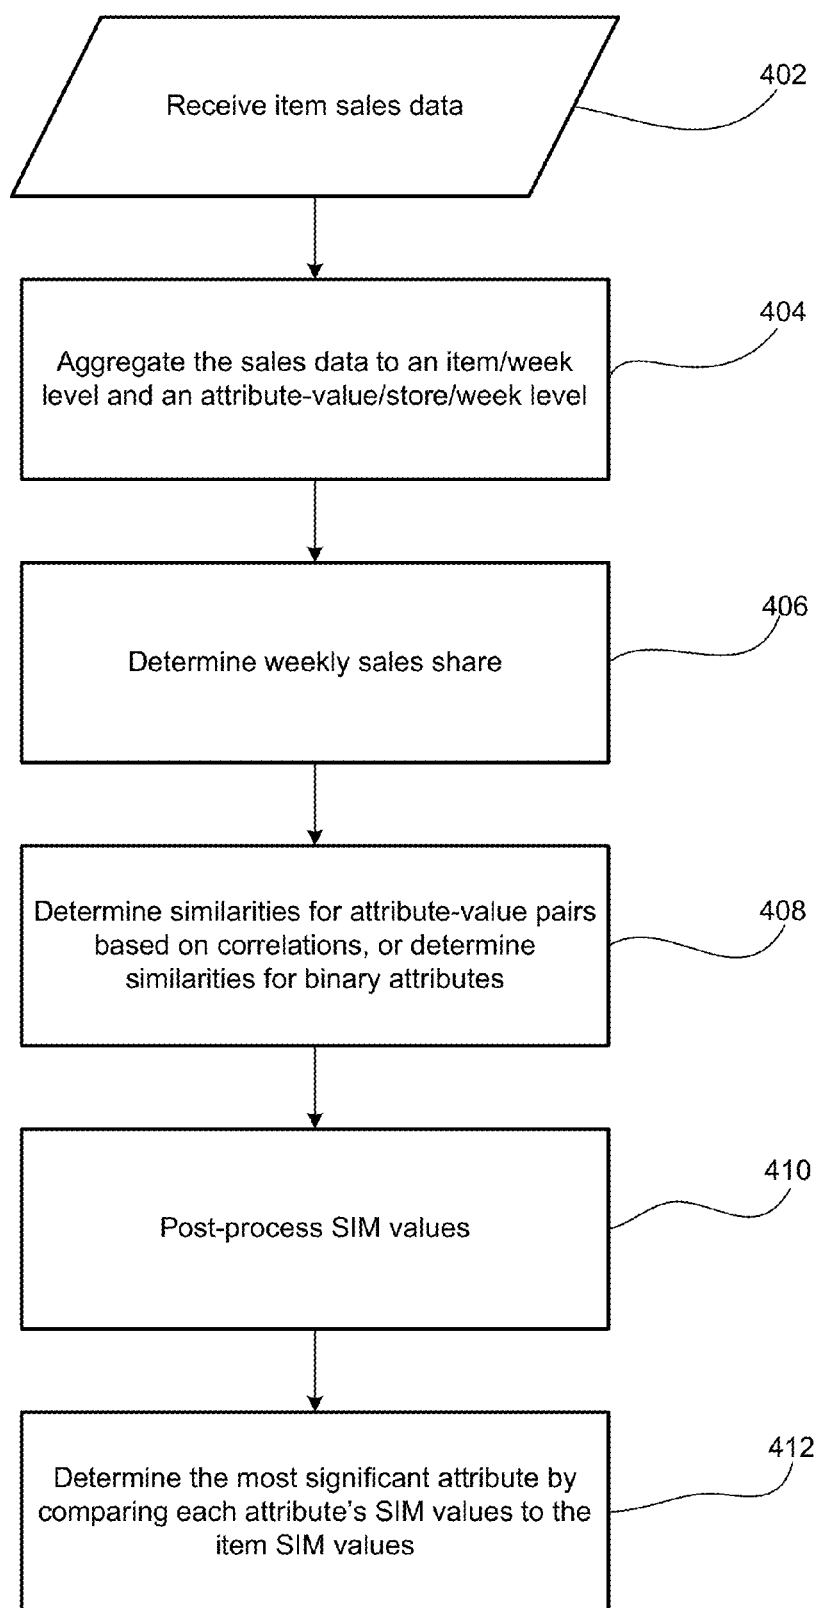 Receive item sales data
402
Aggregate the sales data to an item/week
level and an attribute-value/store/week level
404
Determine weekly sales share
406
Determine similarities for attribute-value pairs
based on correlations, or determine
similarities for binary attributes
408
Post-process SIM values
410
Determine the most significant attribute by
comparing each attribute's SIM values to the
item SIM values
412